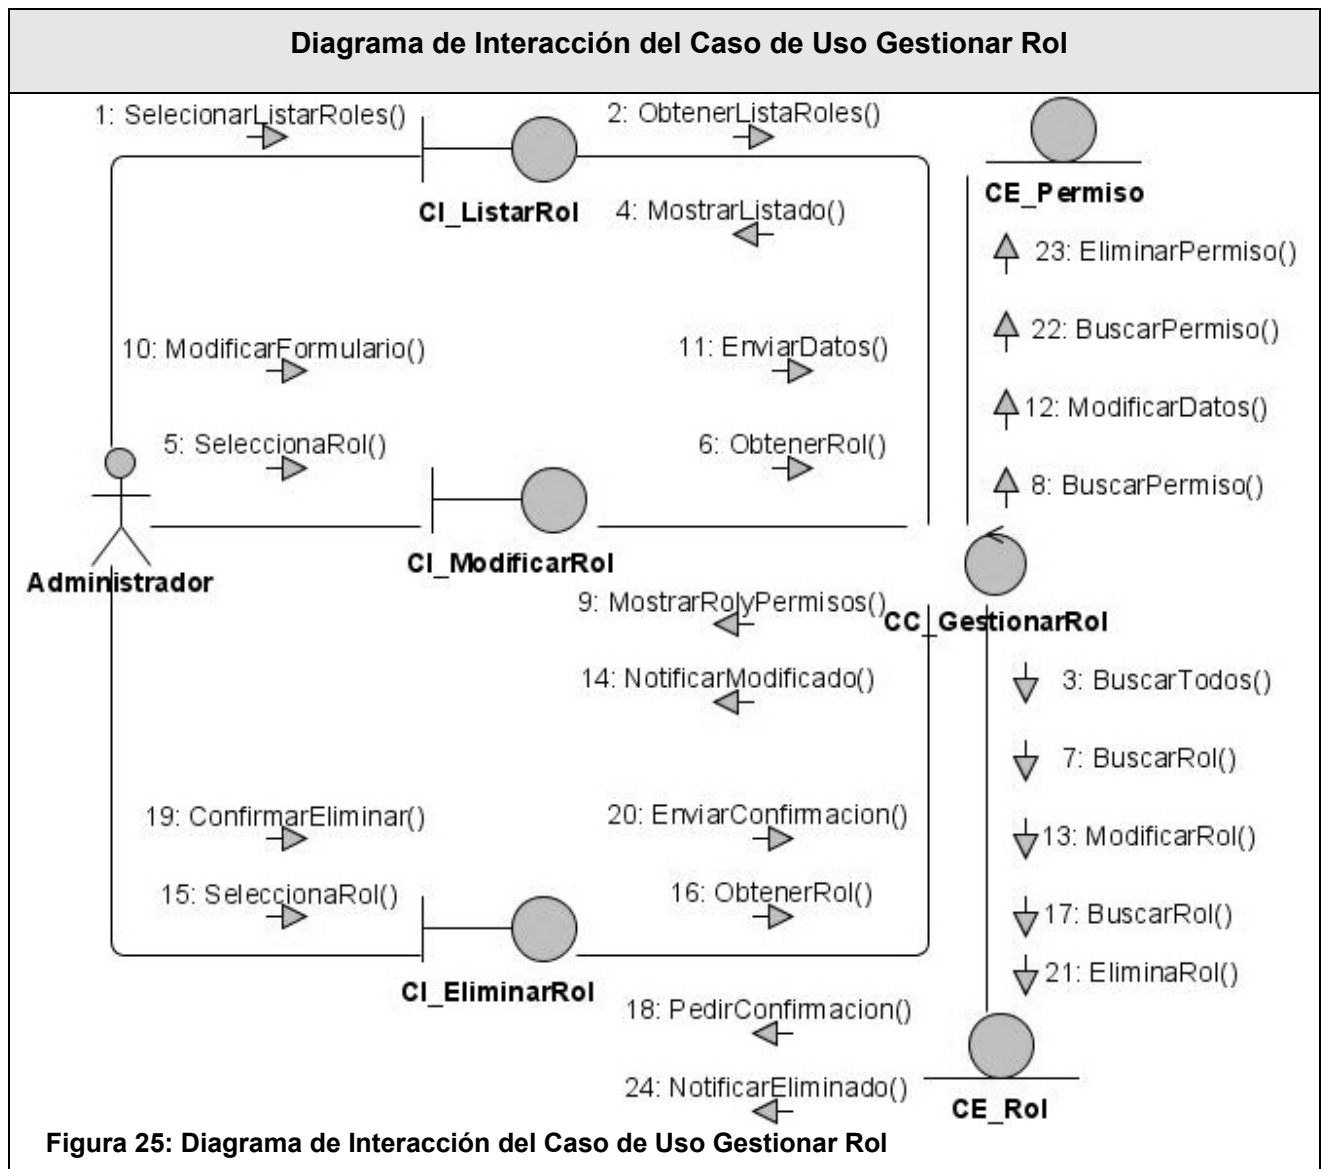 Diagrama de Interacción del Caso de Uso Gestionar Rol
1: SelecionarListarRoles()
2: ObtenerListaRoles()
CI_ListarRol
4: MostrarListado()
CE_Permiso
23: EliminarPermiso()
10: ModificarFormulario()
11: EnviarDatos()
22: BuscarPermiso()
12: ModificarDatos()
5: SeleccionaRol()
6: ObtenerRol()
8: BuscarPermiso()
CI_ModificarRol
Administrador
9: MostrarRolyPermisos()
CC_GestionarRol
14: NotificarModificado()
3: BuscarTodos()
7: BuscarRol()
19: ConfirmarEliminar()
20: EnviarConfirmacion()
13: ModificarRol()
15: SeleccionaRol()
16: ObtenerRol()
17: BuscarRol()
21: EliminaRol()
CI_EliminarRol
18: PedirConfirmacion()
24: NotificarEliminado()
CE_Rol
Figura 25: Diagrama de Interacción del Caso de Uso Gestionar Rol